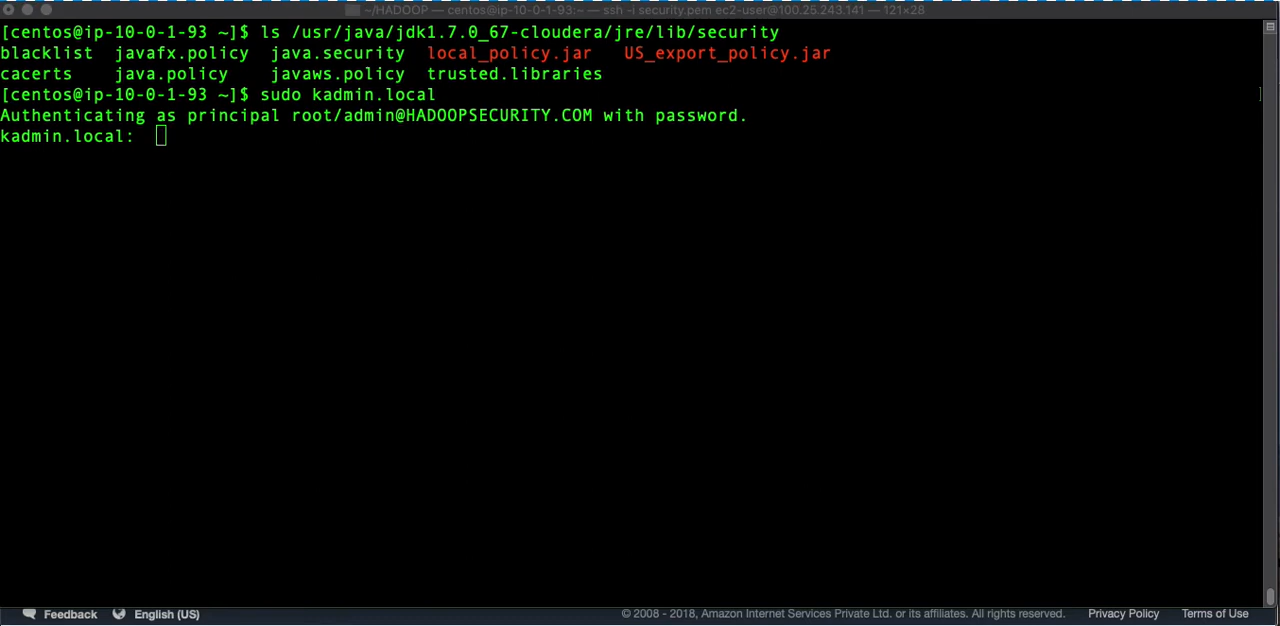 ~/HADOOP — centos@ip-10-0-1-93:~ — ssh -i security.pem ec2-user@100.25.243.141 — 121×28
[centos@ip-10-0-1-93 ~]$ ls /usr/java/jdk1.7.0_67-cloudera/jre/lib/security
blacklist javafx.policy java.security local_policy.jar US_export_policy.jar
cacerts java.policy javaws.policy trusted.libraries
[centos@ip-10-0-1-93 ~]$ sudo kadmin.local
Authenticating as principal root/admin@HADOOPSECURITY.COM with password.
kadmin.local:
Feedback English (US) © 2008 - 2018, Amazon Internet Services Private Ltd. or its affiliates. All rights reserved. Privacy Policy Terms of Use